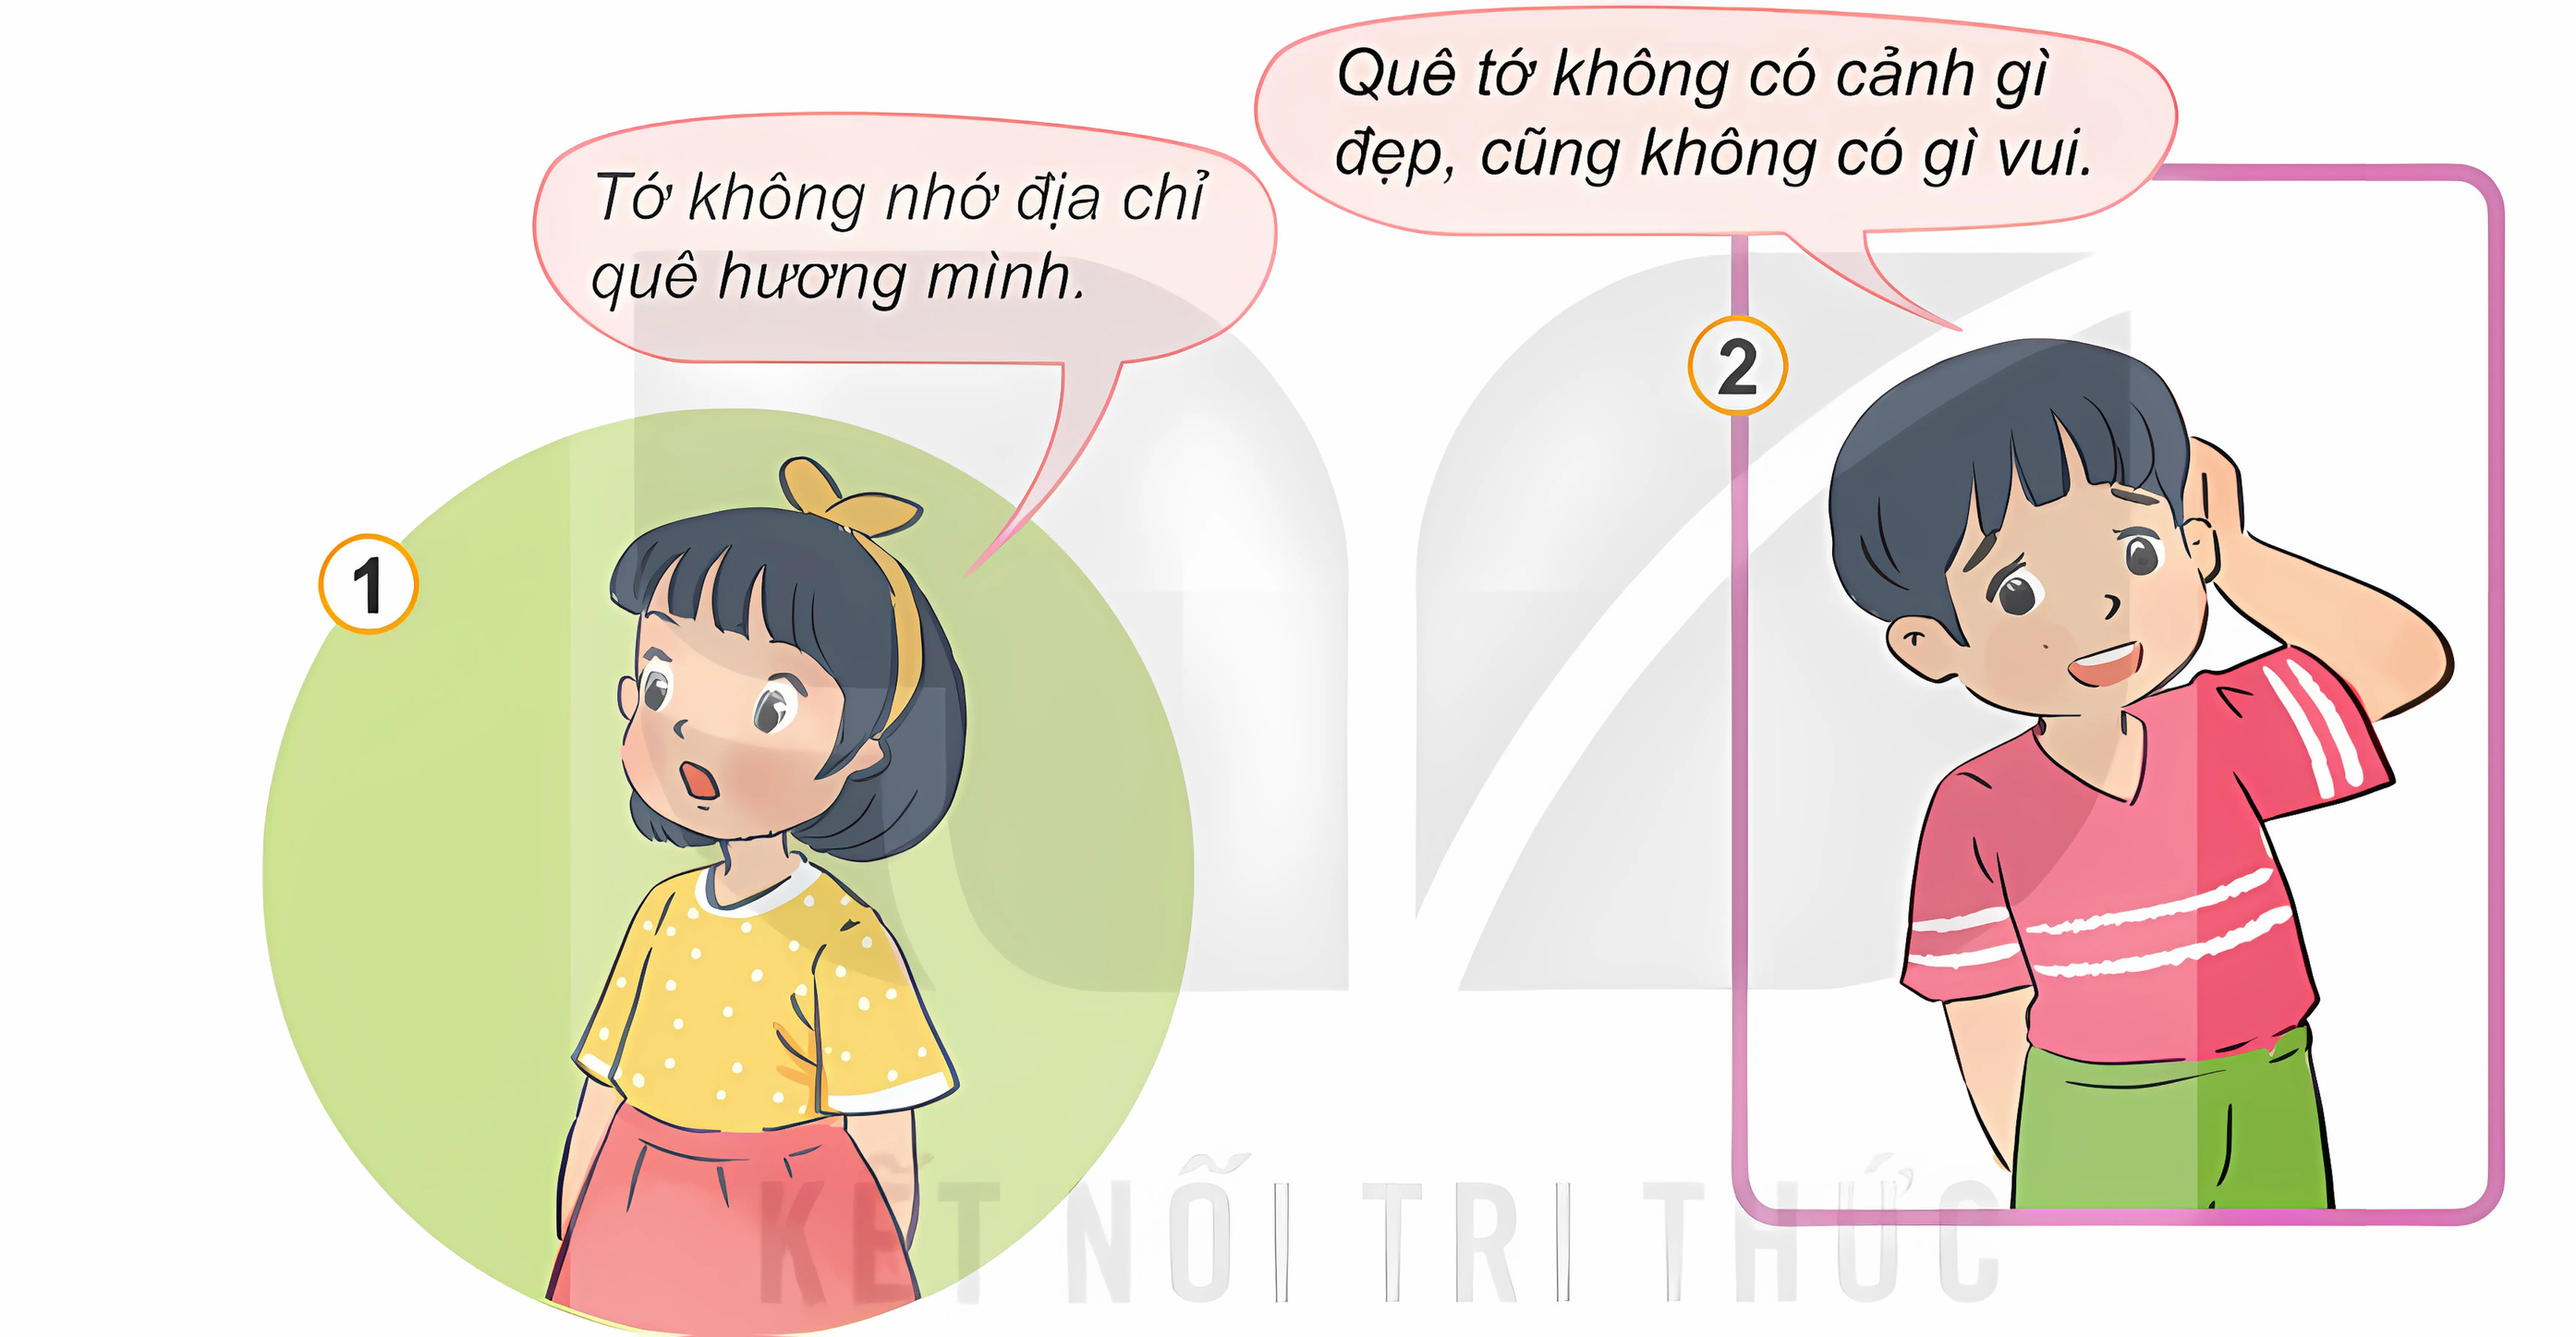 Tớ không nhớ địa chỉ
quê hương mình.
Quê tớ không có cảnh gì
đẹp, cũng không có gì vui.
1
2
KẾT NỐI TRI THỨC